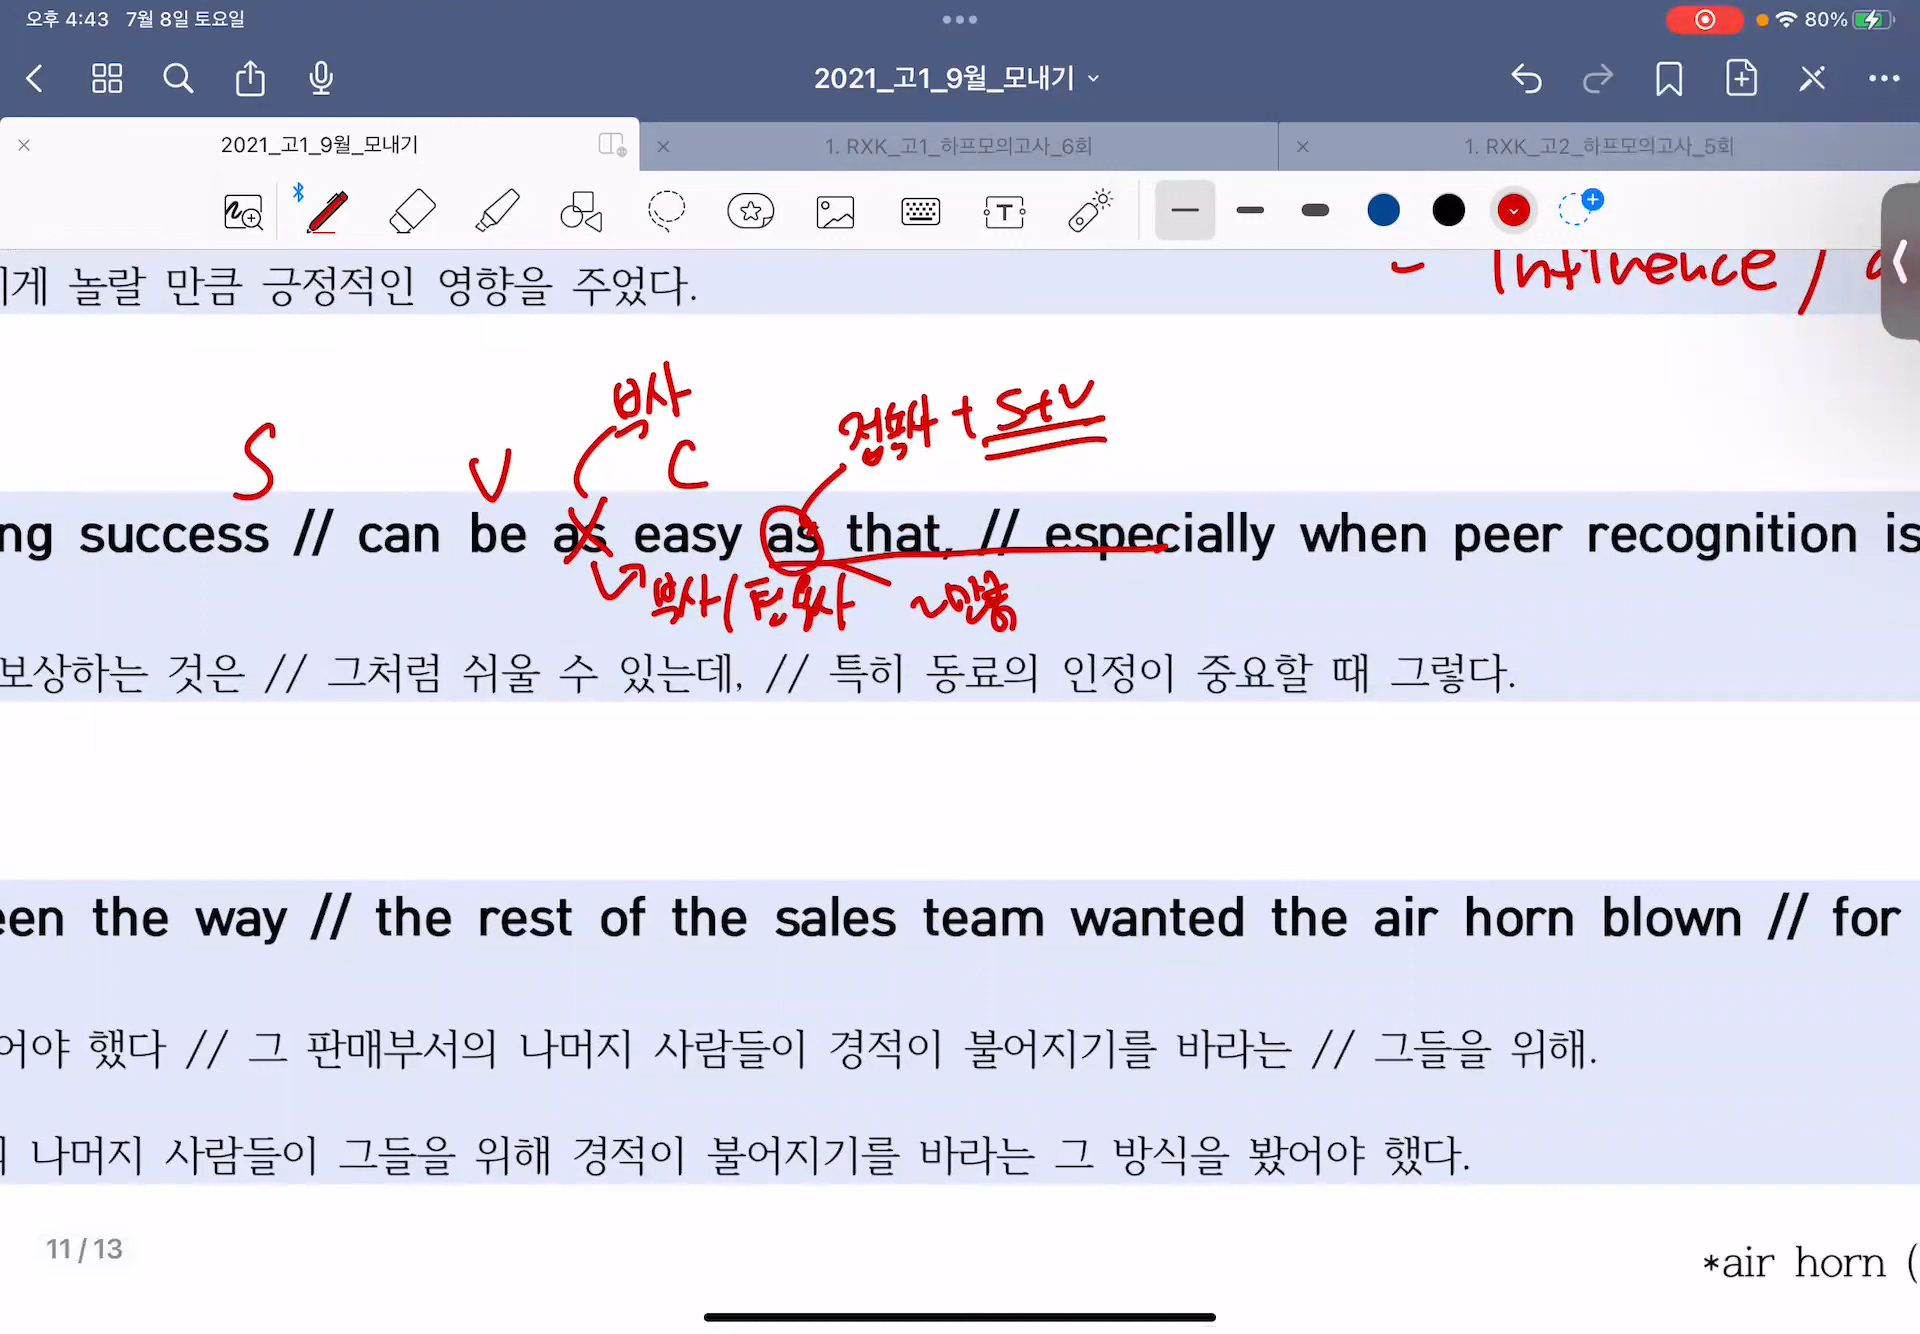 오후 4:43 7월 8일 토요일
80%
2021_고1_9월_모내기
2021_고1_9월_모내기
1. RXK_고1_하프모의고사_6회
1. RXK_고2_하프모의고사_5회
게 놀랄 만큼 긍정적인 영향을 주었다.
- Influence /
부사
접속사 + S+V
S V C
ng success // can be as easy as that, // especially when peer recognition is
부사/형용사 ~만큼
보상하는 것은 // 그처럼 쉬울 수 있는데, // 특히 동료의 인정이 중요할 때 그렇다.
een the way // the rest of the sales team wanted the air horn blown // for
어야 했다 // 그 판매부서의 나머지 사람들이 경적이 불어지기를 바라는 // 그들을 위해.
나머지 사람들이 그들을 위해 경적이 불어지기를 바라는 그 방식을 봤어야 했다.
11 / 13
*air horn (